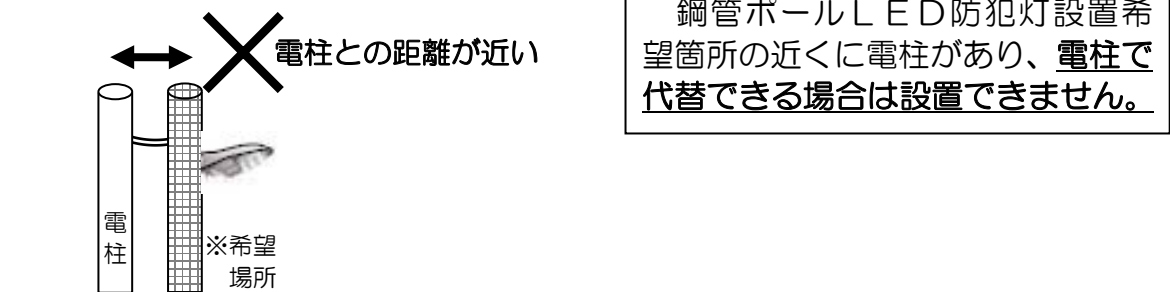 電柱との距離が近い
電柱
※希望
場所
鋼管ポールＬＥＤ防犯灯設置希
望箇所の近くに電柱があり、電柱で
代替できる場合は設置できません。